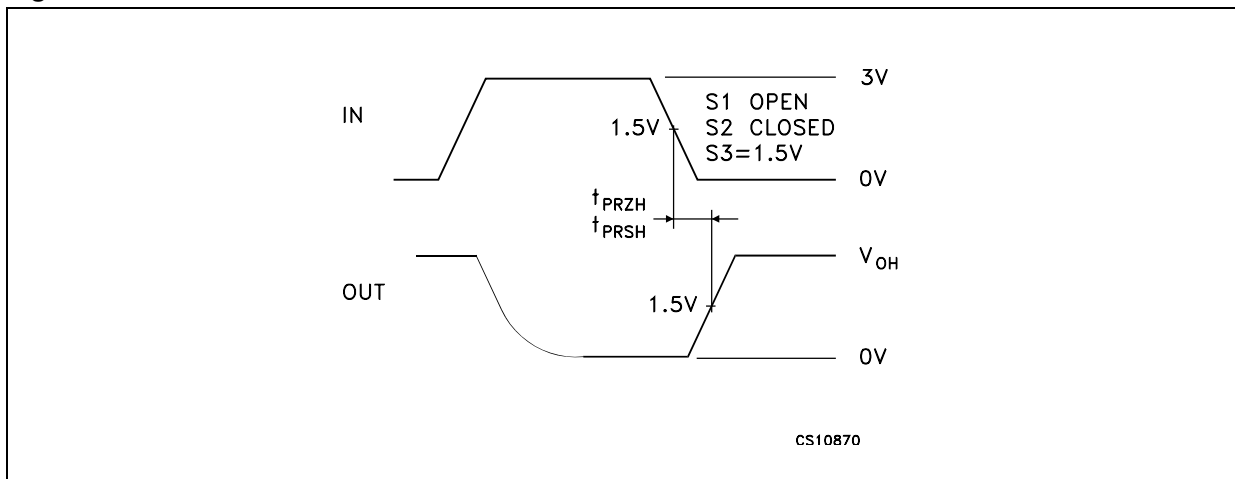 3V
IN
S1 OPEN
1.5V
S2 CLOSED
S3=1.5V
0V
tPRZH
tPRSH
VOH
OUT
1.5V
0V
CS10870